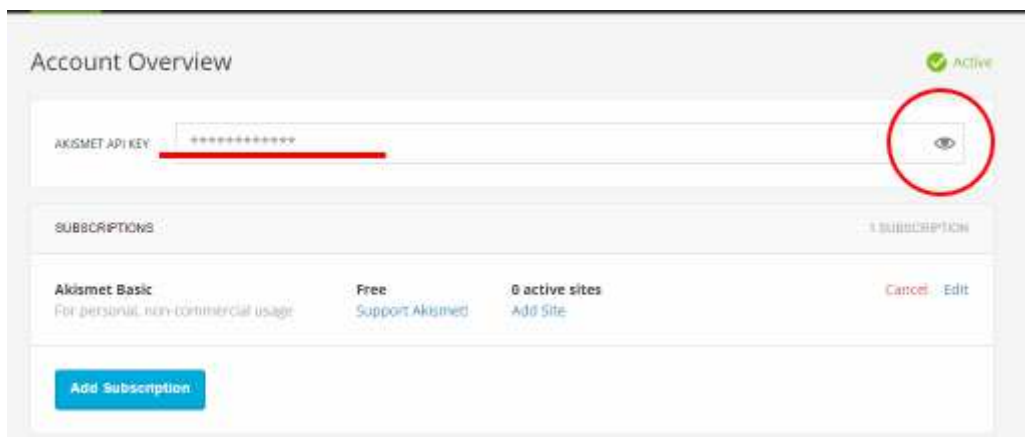 Account Overview
Active
AKISMET API KEY
************
SUBSCRIPTIONS
1 SUBSCRIPTION
Akismet Basic
Free
0 active sites
Cancel Edit
For personal, non-commercial usage
Support Akismet!
Add Site
Add Subscription